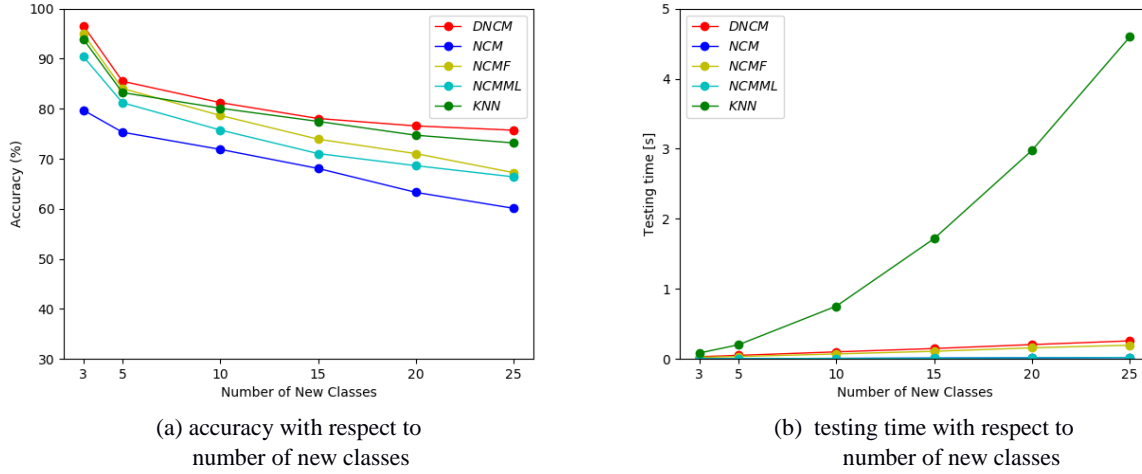 100
90
80
70
60
50
40
30
Accuracy (%)
3 5 10 15 20 25
Number of New Classes
DNCM
NCM
NCMF
NCMML
KNN
(a) accuracy with respect to
number of new classes
5
4
3
2
1
0
Testing time [s]
3 5 10 15 20 25
Number of New Classes
DNCM
NCM
NCMF
NCMML
KNN
(b) testing time with respect to
number of new classes